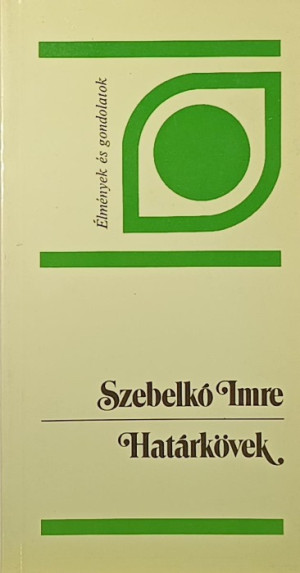 Élmények és gondolatok
Szebelkó Imre
Határkövek